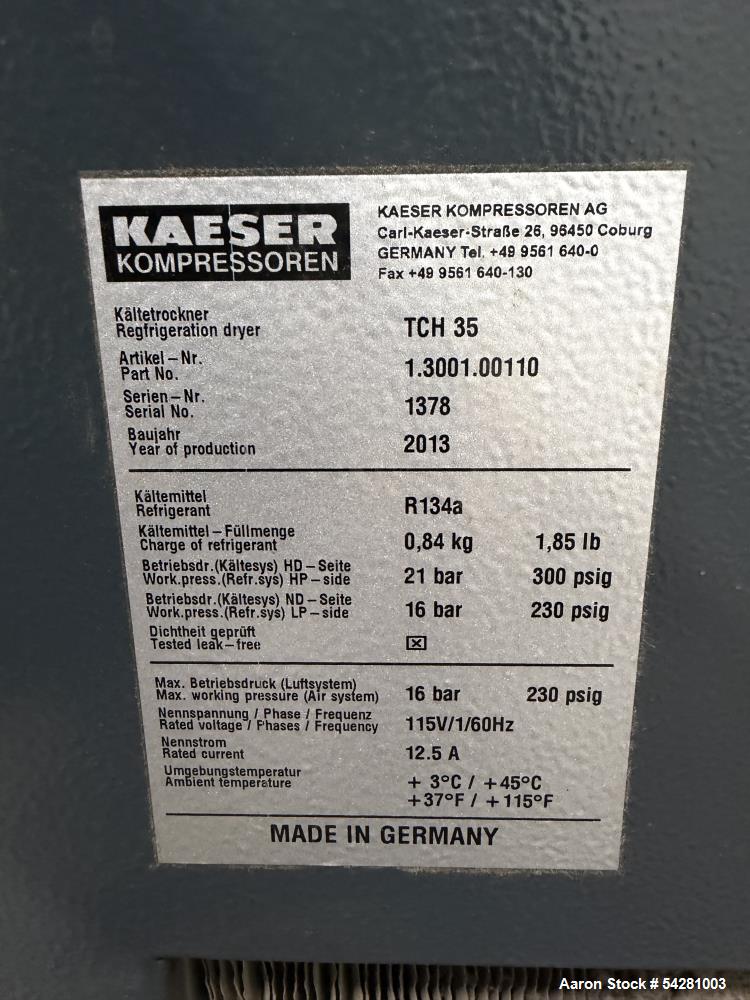 KAESER
KOMPRESSOREN
KAESER KOMPRESSOREN AG
Carl-Kaeser-Straße 26, 96450 Coburg
GERMANY Tel. +49 9561 640-0
Fax +49 9561 640-130
Kältetrockner
Regfrigeration dryer TCH 35
Artikel – Nr.
Part No. 1.3001.00110
Serien – Nr.
Serial No. 1378
Baujahr
Year of production 2013
Kältemittel
Refrigerant R134a
Kältemittel – Füllmenge
Charge of refrigerant 0,84 kg 1,85 lb
Betriebsdr.(Kältesys) HD – Seite
Work.press.(Refr.sys) HP – side 21 bar 300 psig
Betriebsdr.(Kältesys) ND – Seite
Work.press.(Refr.sys) LP – side 16 bar 230 psig
Dichtheit geprüft
Tested leak – free ☒
Max. Betriebsdruck (Luftsystem)
Max. working pressure (Air system) 16 bar 230 psig
Nennspannung / Phase / Frequenz
Rated voltage / Phases / Frequency 115V/1/60Hz
Nennstrom
Rated current 12.5 A
Umgebungstemperatur
Ambient temperature + 3°C / +45°C
+37°F / +115°F
MADE IN GERMANY
Aaron Stock # 54281003